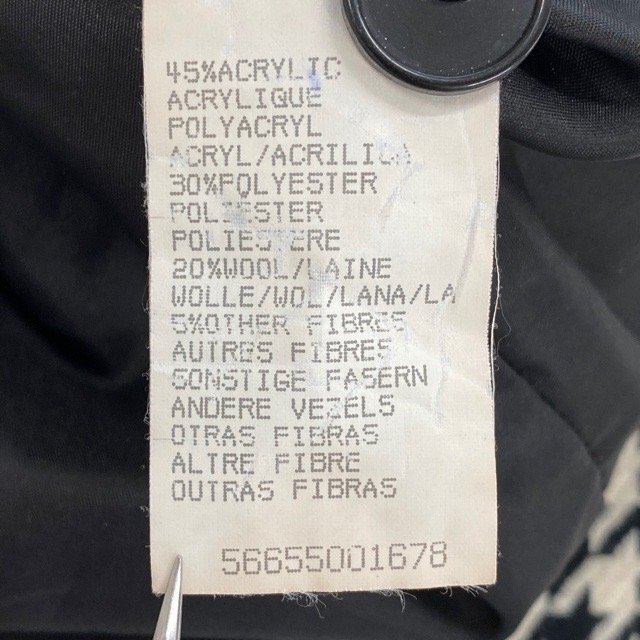 45%ACRYLIC
ACRYLIQUE
POLYACRYL
ACRYL/ACRILICA
30%POLYESTER
POLIESTER
POLIESTERE
20%WOOL/LAINE
WOLLE/WOL/LANA/LA
5%OTHER FIBRES
AUTRES FIBRES
SONSTIGE FASERN
ANDERE VEZELS
OTRAS FIBRAS
ALTRE FIBRE
OUTRAS FIBRAS
56655001678